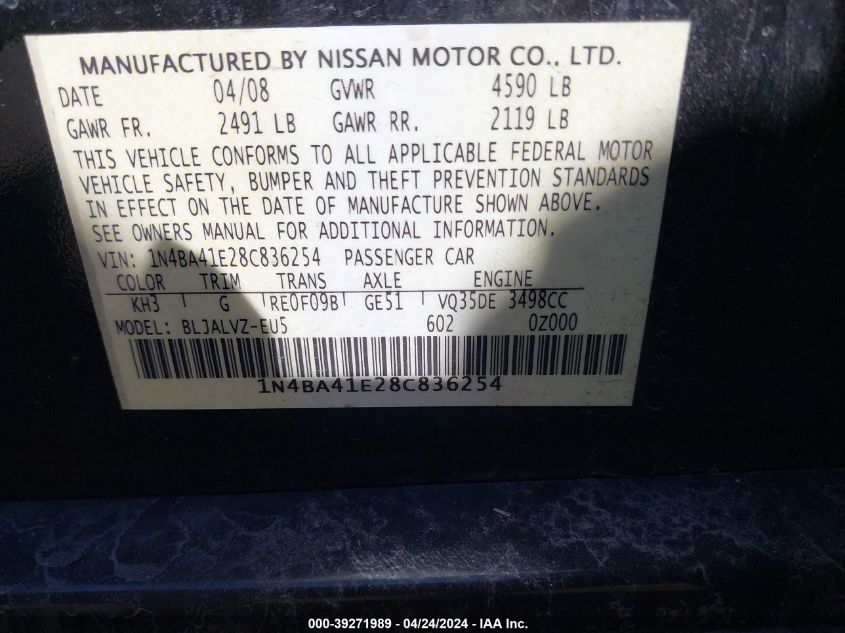 MANUFACTURED BY NISSAN MOTOR CO., LTD.
DATE 04/08 GVWR 4590 LB
GAWR FR. 2491 LB GAWR RR. 2119 LB
THIS VEHICLE CONFORMS TO ALL APPLICABLE FEDERAL MOTOR
VEHICLE SAFETY, BUMPER AND THEFT PREVENTION STANDARDS
IN EFFECT ON THE DATE OF MANUFACTURE SHOWN ABOVE.
SEE OWNERS MANUAL FOR ADDITIONAL INFORMATION.
VIN: 1N4BA41E28C836254 PASSENGER CAR
COLOR TRIM TRANS AXLE ENGINE
KH3 G RE0F09B GE51 VQ35DE 3498CC
MODEL: BLJALVZ-EU5 602 0Z000
1N4BA41E28C836254
000-39271989 - 04/24/2024 - IAA Inc.